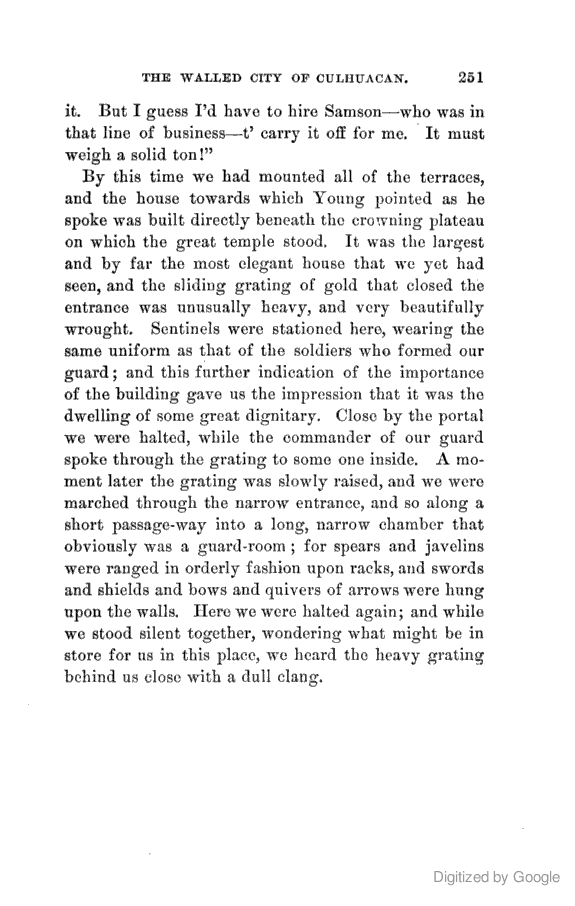 THE WALLED CITY OF CULHUACAN. 251
it. But I guess I'd have to hire Samson—who was in
that line of business—t' carry it off for me. It must
weigh a solid ton!"
By this time we had mounted all of the terraces,
and the house towards which Young pointed as he
spoke was built directly beneath the crowning plateau
on which the great temple stood. It was the largest
and by far the most elegant house that we yet had
seen, and the sliding grating of gold that closed the
entrance was unusually heavy, and very beautifully
wrought. Sentinels were stationed here, wearing the
same uniform as that of the soldiers who formed our
guard; and this further indication of the importance
of the building gave us the impression that it was the
dwelling of some great dignitary. Close by the portal
we were halted, while the commander of our guard
spoke through the grating to some one inside. A mo-
ment later the grating was slowly raised, and we were
marched through the narrow entrance, and so along a
short passage-way into a long, narrow chamber that
obviously was a guard-room; for spears and javelins
were ranged in orderly fashion upon racks, and swords
and shields and bows and quivers of arrows were hung
upon the walls. Here we were halted again; and while
we stood silent together, wondering what might be in
store for us in this place, we heard the heavy grating
behind us close with a dull clang.
Digitized by Google